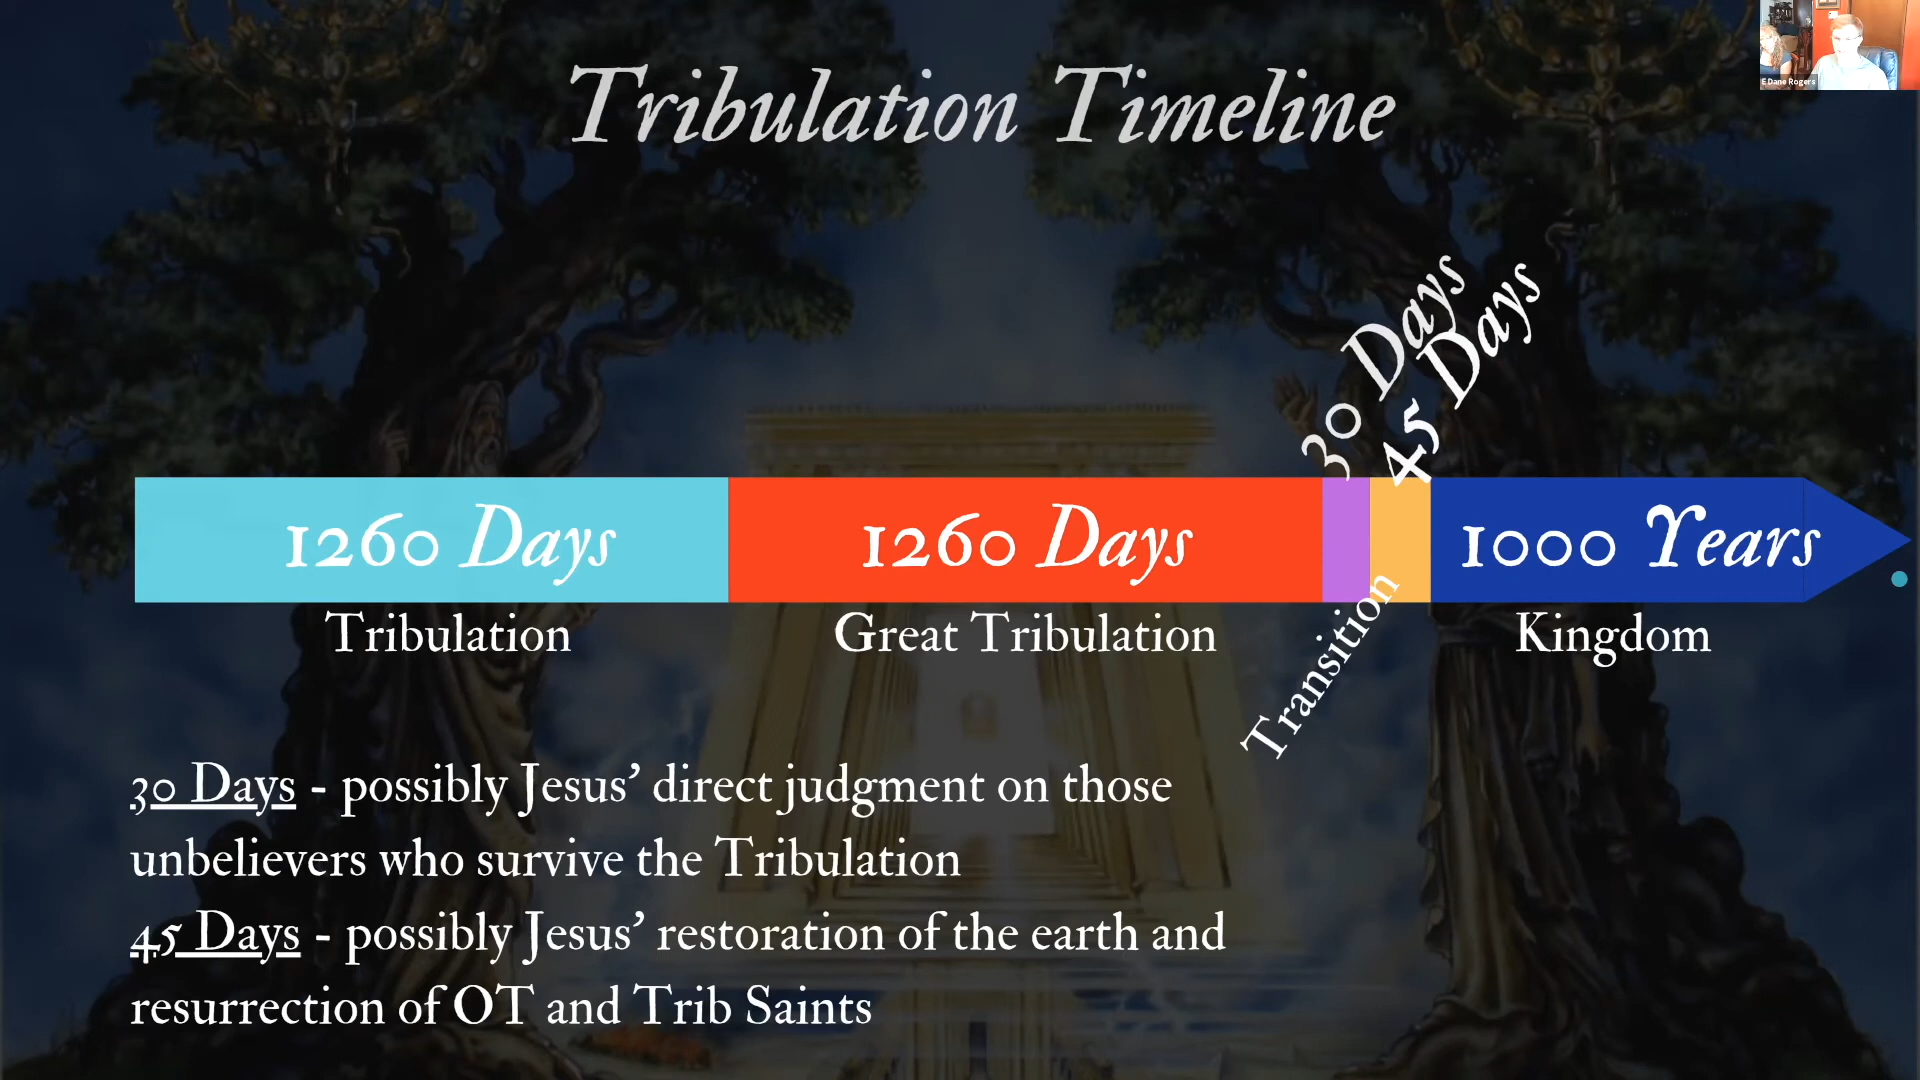 E Dane Rogers
Tribulation Timeline
30 Days
45 Days
1260 Days
1260 Days
1000 Years
Tribulation
Great Tribulation
Transition
Kingdom
30 Days - possibly Jesus’ direct judgment on those
unbelievers who survive the Tribulation
45 Days - possibly Jesus’ restoration of the earth and
resurrection of OT and Trib Saints